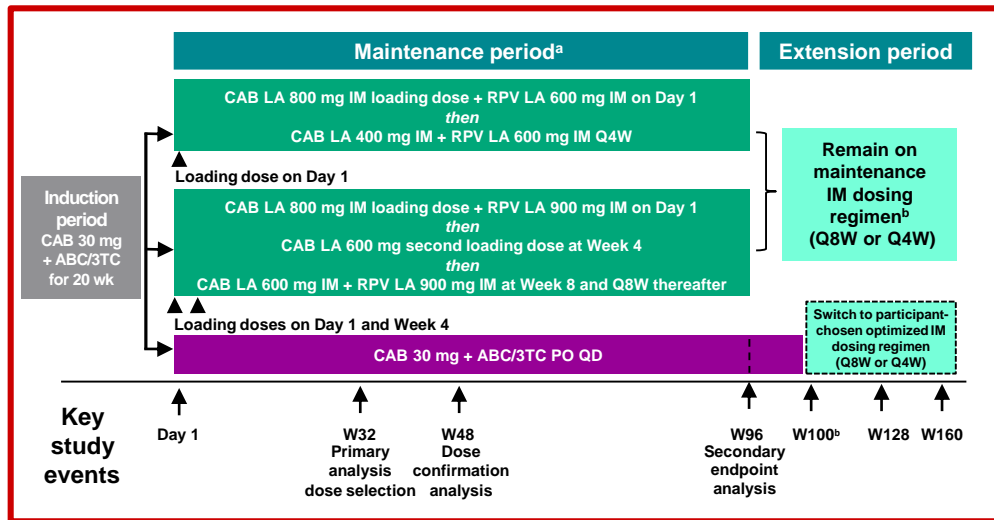 Maintenance periodᵃ
Extension period
CAB LA 800 mg IM loading dose + RPV LA 600 mg IM on Day 1
then
CAB LA 400 mg IM + RPV LA 600 mg IM Q4W
Loading dose on Day 1
Induction
period
CAB 30 mg
+ ABC/3TC
for 20 wk
CAB LA 800 mg IM loading dose + RPV LA 900 mg IM on Day 1
then
CAB LA 600 mg second loading dose at Week 4
then
CAB LA 600 mg IM + RPV LA 900 mg IM at Week 8 and Q8W thereafter
Loading doses on Day 1 and Week 4
Remain on
maintenance
IM dosing
regimenᵇ
(Q8W or Q4W)
CAB 30 mg + ABC/3TC PO QD
Switch to participant-
chosen optimized IM
dosing regimen
(Q8W or Q4W)
Key
study
events
Day 1
W32
Primary
analysis
dose selection
W48
Dose
confirmation
analysis
W96
Secondary
endpoint
analysis
W100ᵇ
W128
W160